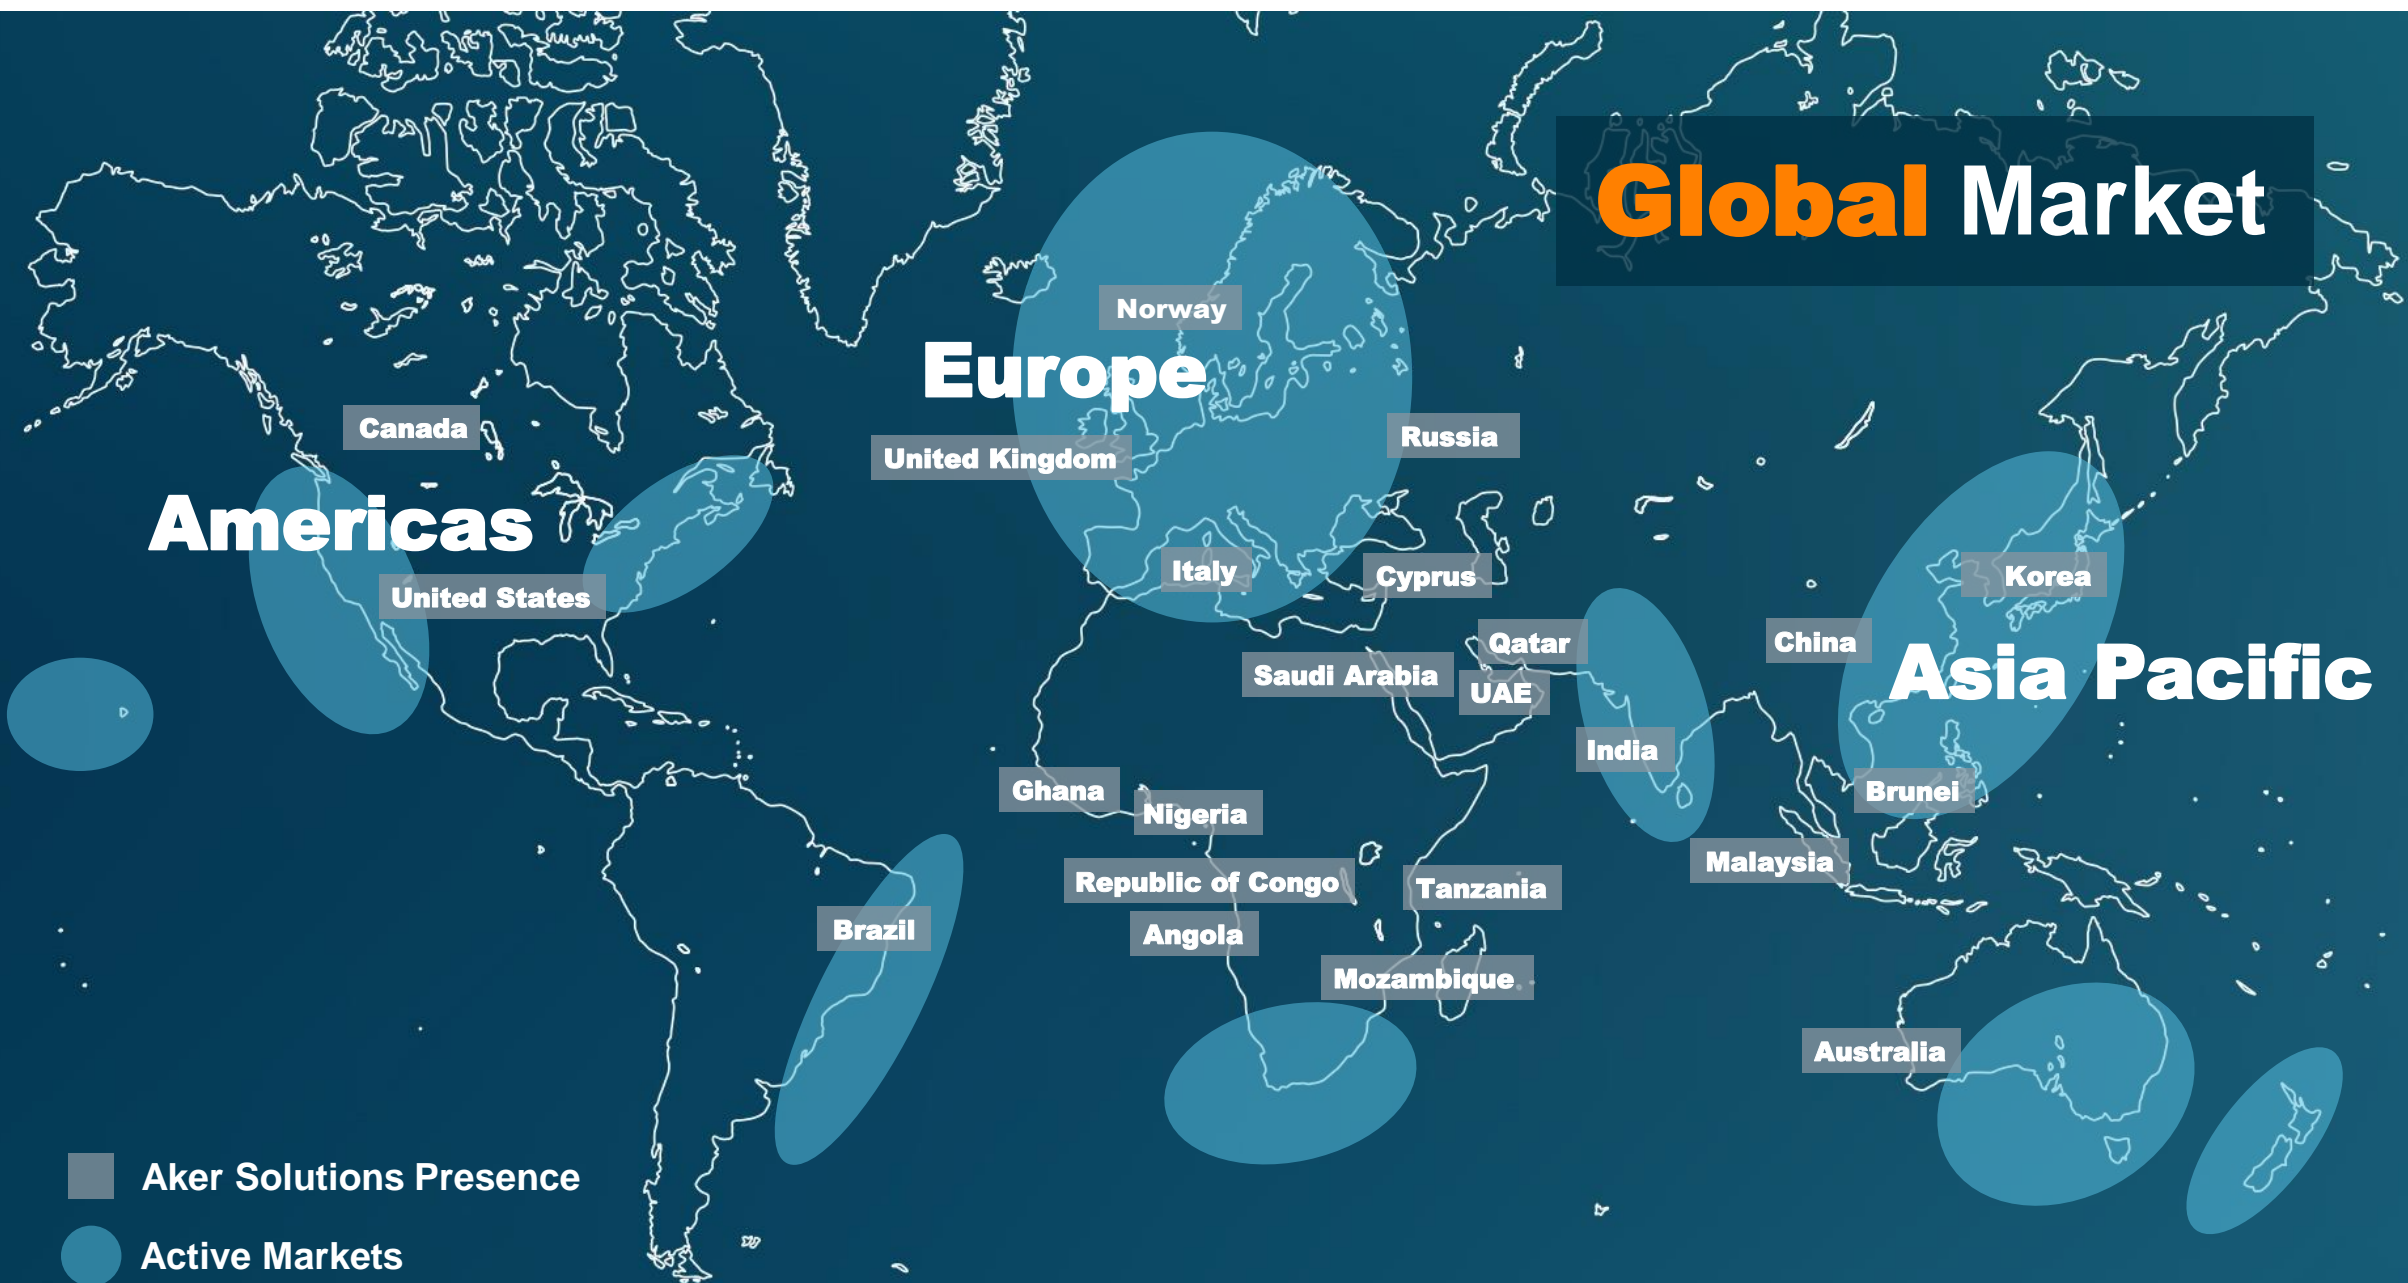 Global Market
Norway
Europe
Canada
United Kingdom
Russia
Americas
United States
Italy
Cyprus
Korea
Qatar
China
Saudi Arabia
UAE
Asia Pacific
India
Ghana
Nigeria
Brunei
Malaysia
Republic of Congo
Tanzania
Brazil
Angola
Mozambique
Australia
Aker Solutions Presence
Active Markets